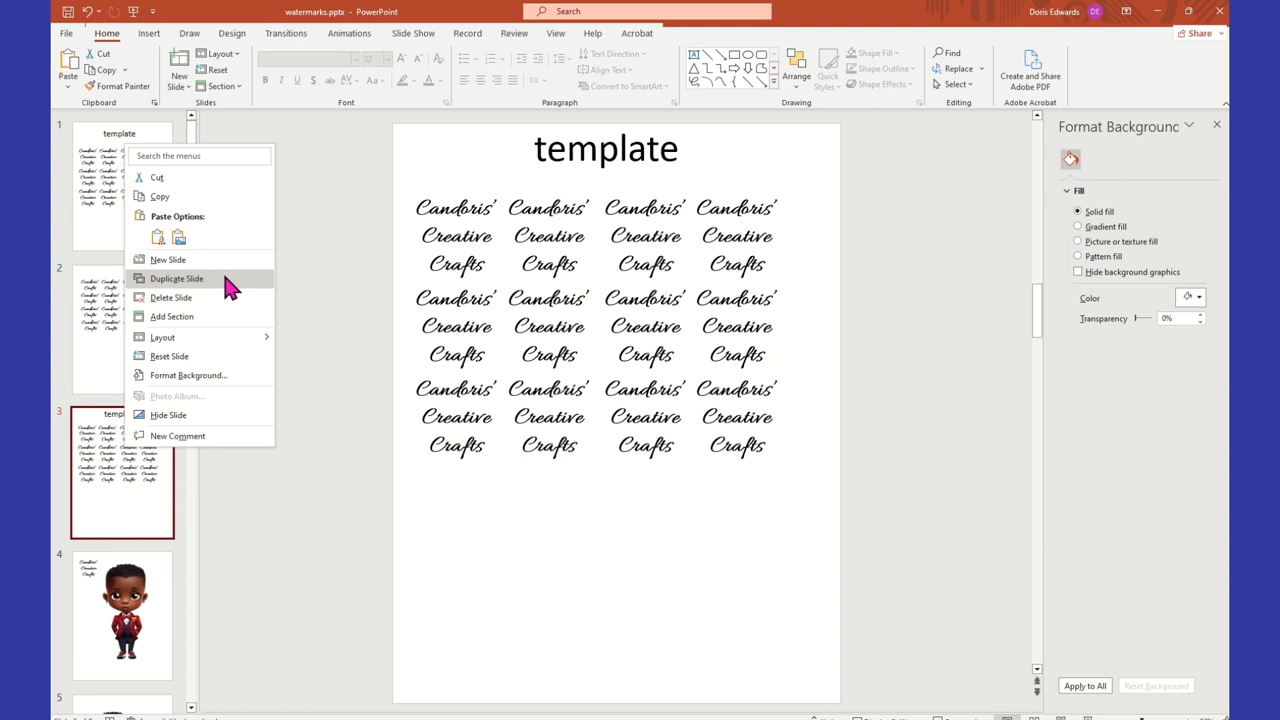 watermarks.pptx - PowerPoint
Search
Doris Edwards
DE
File Home Insert Draw Design Transitions Animations Slide Show Record Review View Help Acrobat
Share
Paste
Cut
Copy
Format Painter
Clipboard
New Slide
Layout
Reset
Section
Slides
32
Font
Text Direction
Align Text
Convert to SmartArt
Paragraph
Arrange
Quick Styles
Shape Fill
Shape Outline
Shape Effects
Drawing
Find
Replace
Select
Editing
Create and Share Adobe PDF
Adobe Acrobat
1
template
2
3
4
Candoris'
Creative
Crafts
5
Search the menus
Cut
Copy
Paste Options:
New Slide
Duplicate Slide
Delete Slide
Add Section
Layout
Reset Slide
Format Background...
Photo Album...
Hide Slide
New Comment
template
Candoris' Candoris' Candoris' Candoris'
Creative Creative Creative Creative
Crafts Crafts Crafts Crafts
Candoris' Candoris' Candoris' Candoris'
Creative Creative Creative Creative
Crafts Crafts Crafts Crafts
Candoris' Candoris' Candoris' Candoris'
Creative Creative Creative Creative
Crafts Crafts Crafts Crafts
Format Background
Fill
Solid fill
Gradient fill
Picture or texture fill
Pattern fill
Hide background graphics
Color
Transparency 0%
Apply to All
Reset Background